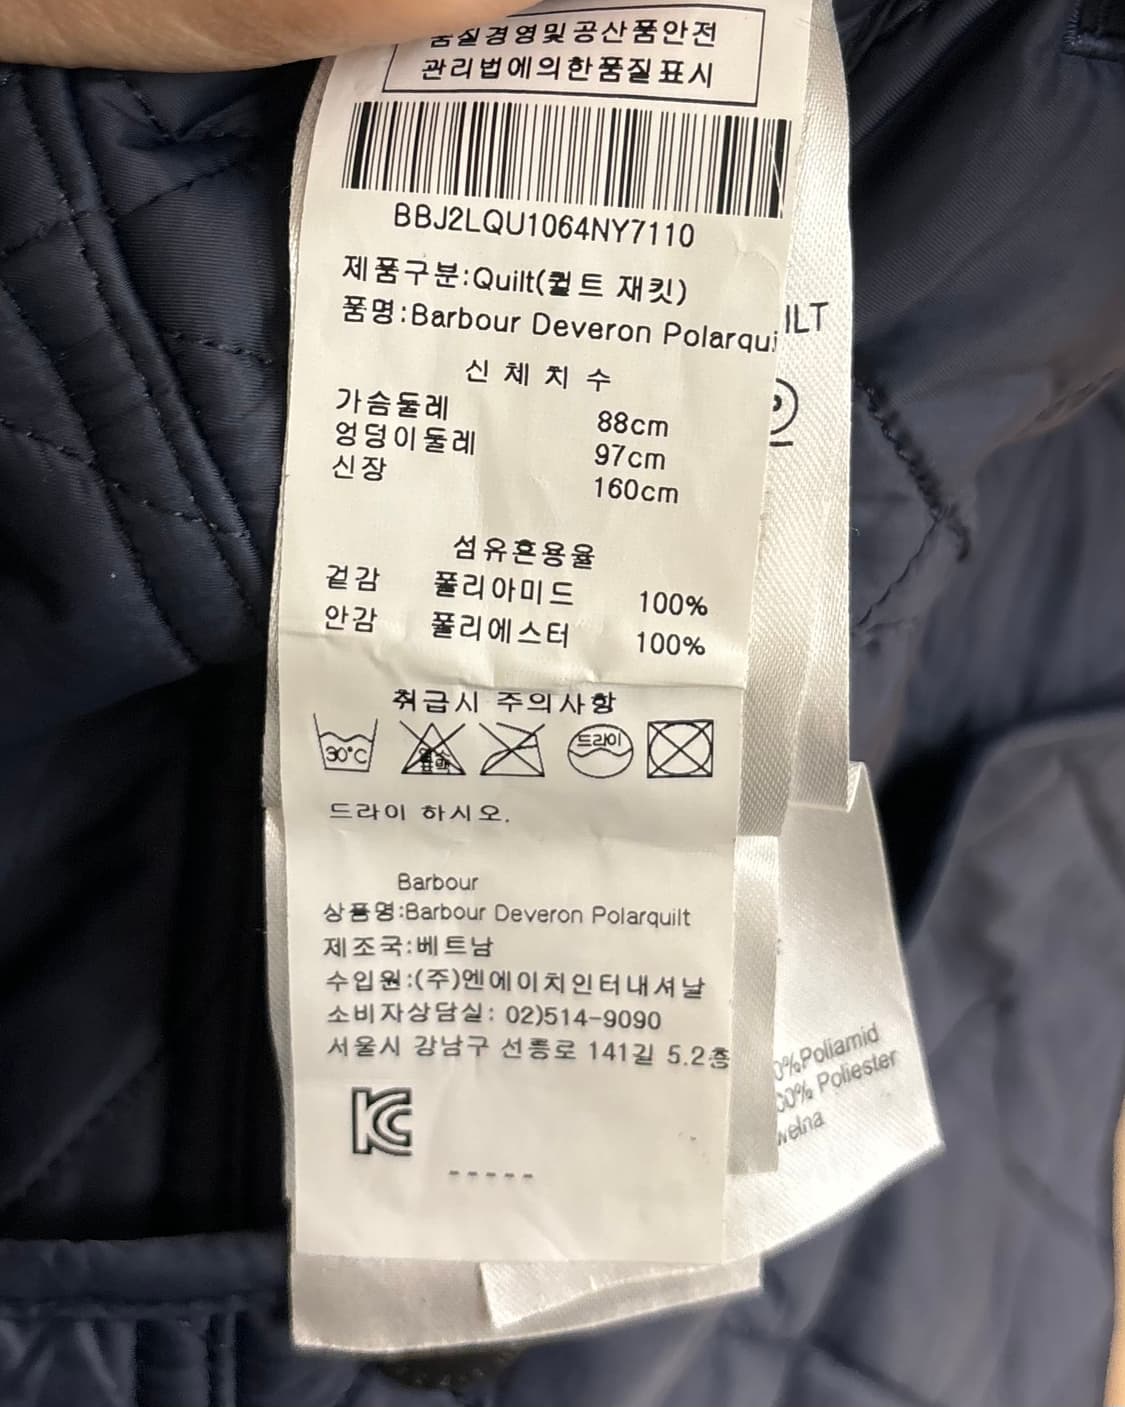 품질경영및공산품안전
관리법에의한품질표시
BBJ2LQU1064NY7110
제품구분:Quilt(퀼트 재킷)
품명:Barbour Deveron Polarqui
ILT
신 체 치 수
가슴둘레 88cm
엉덩이둘레 97cm
신장 160cm
섬유혼용율
겉감 폴리아미드 100%
안감 폴리에스터 100%
취급시 주의사항
30°C
드라이
드라이 하시오.
Barbour
상품명:Barbour Deveron Polarquilt
제조국:베트남
수입원:(주)엔에이치인터내셔날
소비자상담실: 02)514-9090
서울시 강남구 선릉로 141길 5.2층
0%Poliamid
00% Poliester
welna
-----